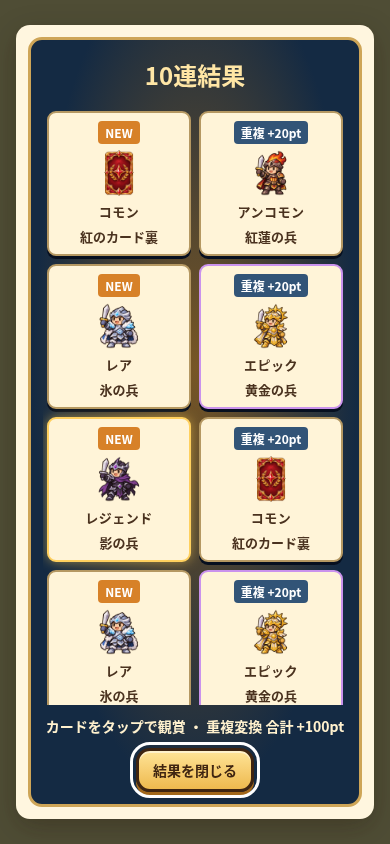 10連結果
NEW
コモン
紅のカード裏
重複 +20pt
アンコモン
紅蓮の兵
NEW
レア
氷の兵
重複 +20pt
エピック
黄金の兵
NEW
レジェンド
影の兵
重複 +20pt
コモン
紅のカード裏
NEW
レア
氷の兵
重複 +20pt
エピック
黄金の兵
カードをタップで観賞 ・ 重複変換 合計 +100pt
結果を閉じる